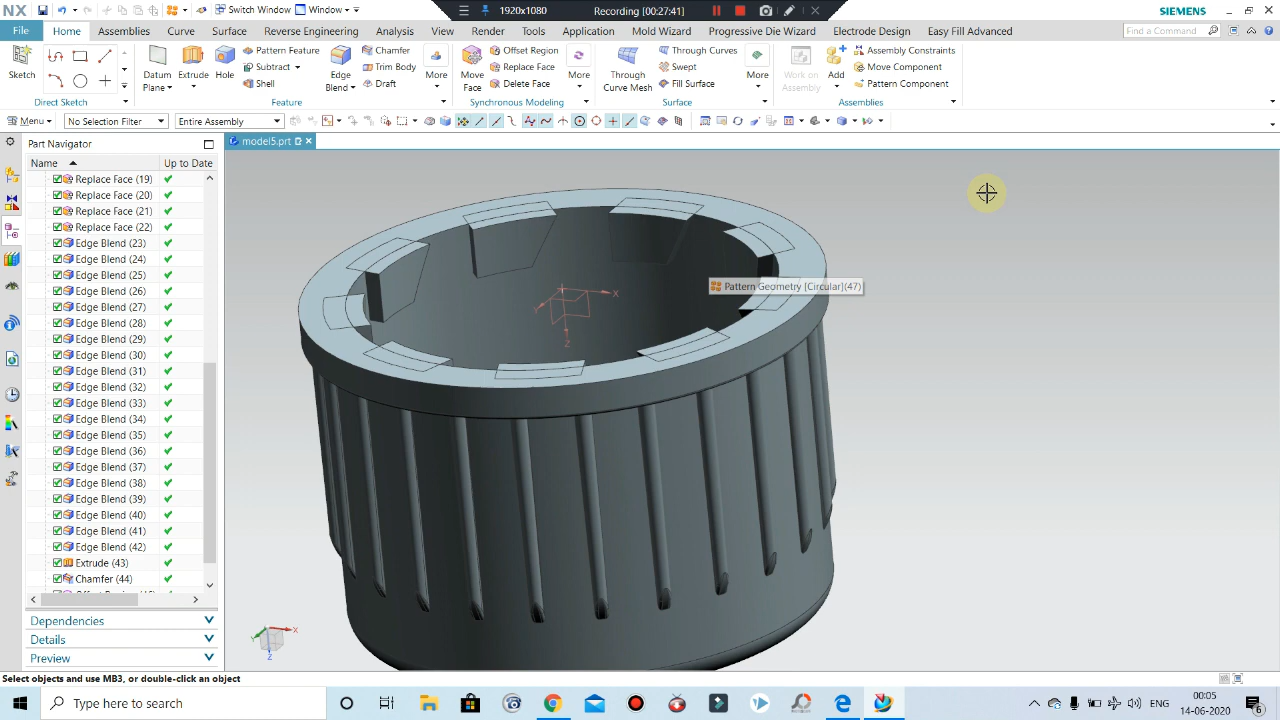 NX
Switch Window
Window
1920x1080
Recording [00:27:41]
SIEMENS
File
Home
Assemblies
Curve
Surface
Reverse Engineering
Analysis
View
Render
Tools
Application
Mold Wizard
Progressive Die Wizard
Electrode Design
Easy Fill Advanced
Find a Command
Sketch
Datum Plane
Extrude
Hole
Pattern Feature
Subtract
Shell
Edge Blend
Chamfer
Trim Body
Draft
More
Move Face
Offset Region
Replace Face
Delete Face
More
Through Curve Mesh
Through Curves
Swept
Fill Surface
More
Work on Assembly
Add
Assembly Constraints
Move Component
Pattern Component
Direct Sketch
Feature
Synchronous Modeling
Surface
Assemblies
Menu
No Selection Filter
Entire Assembly
Part Navigator
model5.prt
Name
Up to Date
Replace Face (19)
Replace Face (20)
Replace Face (21)
Replace Face (22)
Edge Blend (23)
Edge Blend (24)
Edge Blend (25)
Edge Blend (26)
Edge Blend (27)
Edge Blend (28)
Edge Blend (29)
Edge Blend (30)
Edge Blend (31)
Edge Blend (32)
Edge Blend (33)
Edge Blend (34)
Edge Blend (35)
Edge Blend (36)
Edge Blend (37)
Edge Blend (38)
Edge Blend (39)
Edge Blend (40)
Edge Blend (41)
Edge Blend (42)
Extrude (43)
Chamfer (44)
Dependencies
Details
Preview
Pattern Geometry [Circular](47)
X
Y
Z
X
Y
Z
Select objects and use MB3, or double-click an object
Type here to search
ENG
00:05
14-06-2020
6